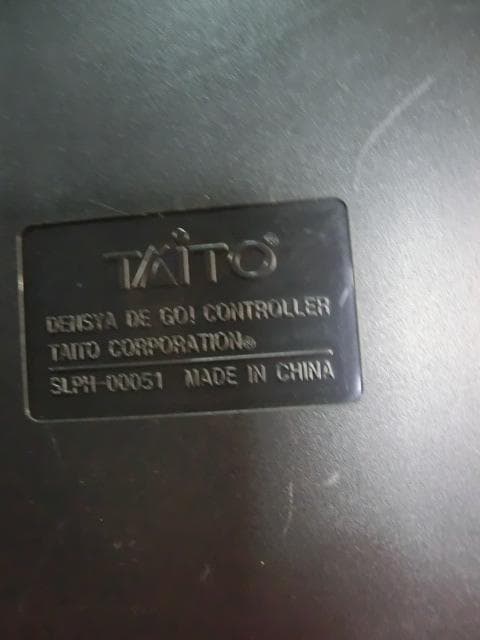 TAiTO®
DENSYA DE GO! CONTROLLER
TAITO CORPORATION®
SLPH-00051 MADE IN CHINA